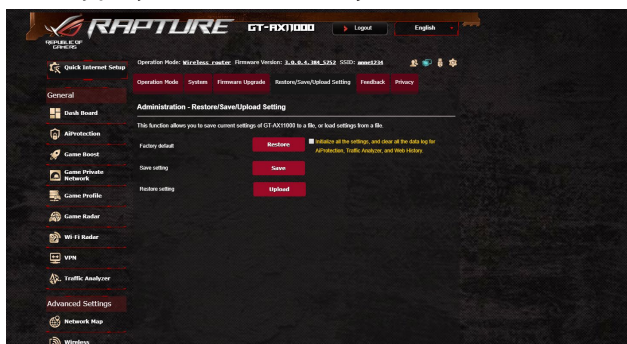 REPUBLIC OF
GAMERS
RAPTURE
GT-AX11000
Logout
English
Quick Internet Setup
Operation Mode: Wireless router Firmware Version: 3.0.0.4.384_5252 SSID: anne1234
Operation Mode System Firmware Upgrade Restore/Save/Upload Setting Feedback Privacy
General
Administration - Restore/Save/Upload Setting
Dash Board
This function allows you to save current settings of GT-AX11000 to a file, or load settings from a file.
AiProtection
Factory default
Restore
Initialize all the settings, and clear all the data log for
AiProtection, Traffic Analyzer, and Web History.
Game Boost
Save setting
Save
Game Private
Network
Restore setting
Upload
Game Profile
Game Radar
Wi-Fi Radar
VPN
Traffic Analyzer
Advanced Settings
Network Map
Wireless